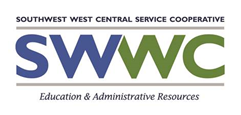 SOUTHWEST WEST CENTRAL SERVICE COOPERATIVE
SWWC
Education & Administrative Resources